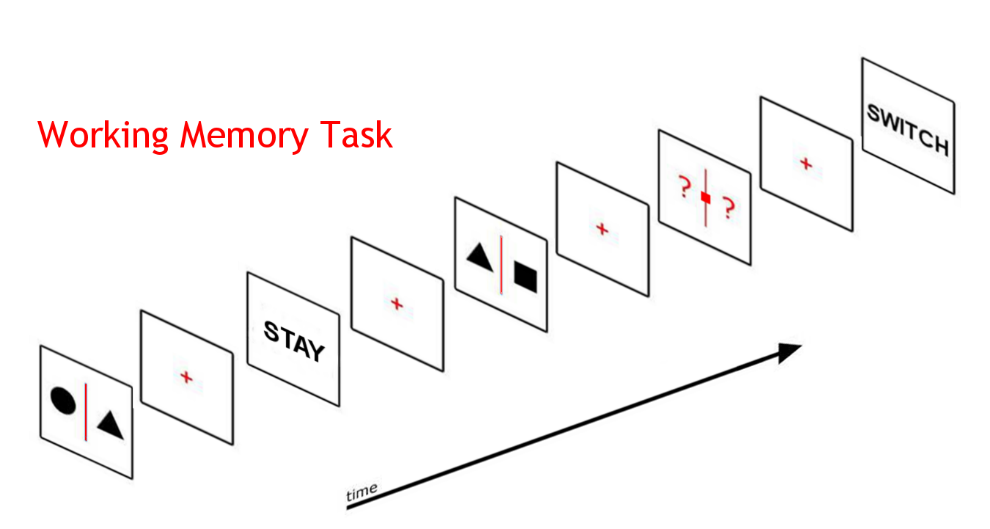 Working Memory Task
SWITCH
? ?
STAY
time